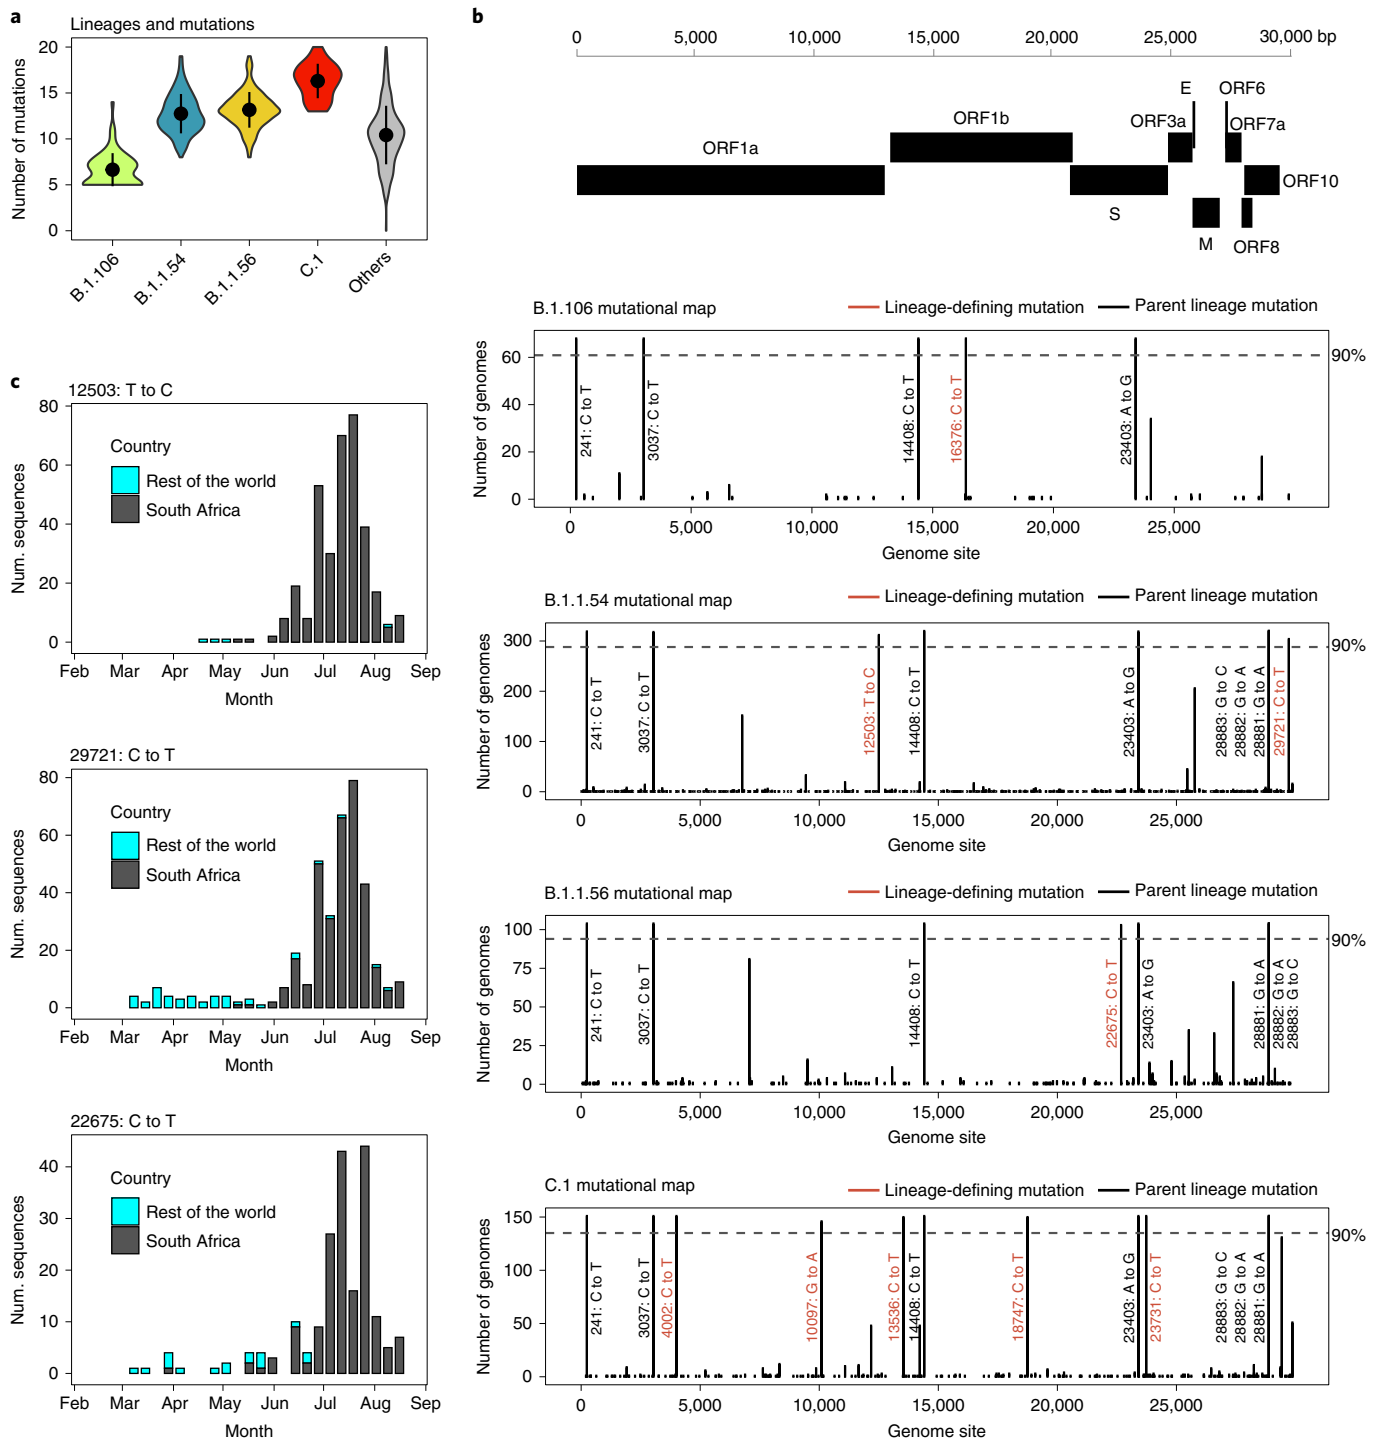 a
Lineages and mutations
Number of mutations
20
15
10
5
0
B.1.106
B.1.1.54
B.1.1.56
C.1
Others
b
0
5,000
10,000
15,000
20,000
25,000
30,000 bp
ORF1a
ORF1b
S
ORF3a
E
M
ORF6
ORF7a
ORF8
ORF10
B.1.106 mutational map
Lineage-defining mutation
Parent lineage mutation
Number of genomes
60
40
20
0
90%
241: C to T
3037: C to T
14408: C to T
16376: C to T
23403: A to G
0
5,000
10,000
15,000
20,000
25,000
Genome site
B.1.1.54 mutational map
Lineage-defining mutation
Parent lineage mutation
Number of genomes
300
200
100
0
90%
241: C to T
3037: C to T
12503: T to C
14408: C to T
23403: A to G
28883: G to C
28882: G to A
28881: G to A
29721: C to T
0
5,000
10,000
15,000
20,000
25,000
Genome site
B.1.1.56 mutational map
Lineage-defining mutation
Parent lineage mutation
Number of genomes
100
75
50
25
0
90%
241: C to T
3037: C to T
14408: C to T
22675: C to T
23403: A to G
28881: G to A
28882: G to A
28883: G to C
0
5,000
10,000
15,000
20,000
25,000
Genome site
C.1 mutational map
Lineage-defining mutation
Parent lineage mutation
Number of genomes
150
100
50
0
90%
241: C to T
3037: C to T
4002: C to T
10097: G to A
13536: C to T
14408: C to T
18747: C to T
23403: A to G
23731: C to T
28883: G to C
28882: G to A
28881: G to A
0
5,000
10,000
15,000
20,000
25,000
Genome site
c
12503: T to C
Num. sequences
80
60
40
20
0
Country
Rest of the world
South Africa
Feb
Mar
Apr
May
Jun
Jul
Aug
Sep
Month
29721: C to T
Num. sequences
80
60
40
20
0
Country
Rest of the world
South Africa
Feb
Mar
Apr
May
Jun
Jul
Aug
Sep
Month
22675: C to T
Num. sequences
40
30
20
10
0
Country
Rest of the world
South Africa
Feb
Mar
Apr
May
Jun
Jul
Aug
Sep
Month